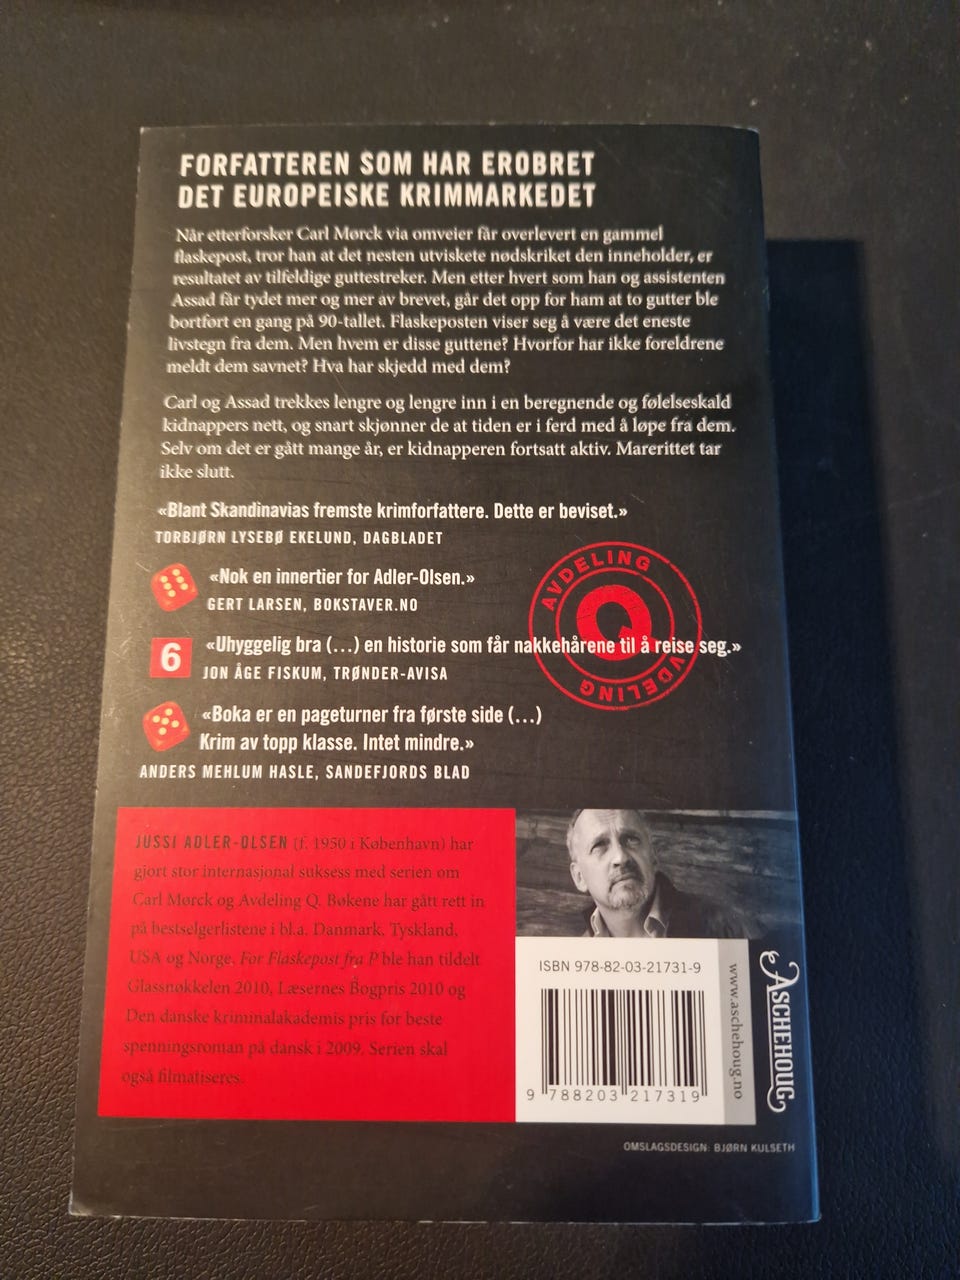 FORFATTEREN SOM HAR EROBRET
DET EUROPEISKE KRIMMARKEDET
Når etterforsker Carl Mørck via omveier får overlevert en gammel
flaskepost, tror han at det nesten utviskete nødskriket den inneholder, er
resultatet av tilfeldige guttestreker. Men etter hvert som han og assistenten
Assad får tydet mer og mer av brevet, går det opp for ham at to gutter ble
bortført en gang på 90-tallet. Flaskeposten viser seg å være det eneste
livstegn fra dem. Men hvem er disse guttene? Hvorfor har ikke foreldrene
meldt dem savnet? Hva har skjedd med dem?
Carl og Assad trekkes lengre og lengre inn i en beregnende og følelseskald
kidnappers nett, og snart skjønner de at tiden er i ferd med å løpe fra dem.
Selv om det er gått mange år, er kidnapperen fortsatt aktiv. Marerittet tar
ikke slutt.
«Blant Skandinavias fremste krimforfattere. Dette er beviset.»
TORBJØRN LYSEBØ EKELUND, DAGBLADET
«Nok en innertier for Adler-Olsen.»
GERT LARSEN, BOKSTAVER.NO
AVDELING
Q
AVDELING
6 «Uhyggelig bra (...) en historie som får nakkehårene til å reise seg.»
JON ÅGE FISKUM, TRØNDER-AVISA
«Boka er en pageturner fra første side (...)
Krim av topp klasse. Intet mindre.»
ANDERS MEHLUM HASLE, SANDEFJORDS BLAD
JUSSI ADLER-OLSEN (f. 1950 i København) har
gjort stor internasjonal suksess med serien om
Carl Mørck og Avdeling Q. Bøkene har gått rett in
på bestselgerlistene i bl.a. Danmark, Tyskland,
USA og Norge. For Flaskepost fra P ble han tildelt
Glassnøkkelen 2010, Læsernes Bogpris 2010 og
Den danske kriminalakademis pris for beste
spenningsroman på dansk i 2009. Serien skal
også filmatiseres.
ISBN 978-82-03-21731-9
9 788203 217319
www.aschehoug.no
ASCHEHOUG
OMSLAGSDESIGN: BJØRN KULSETH